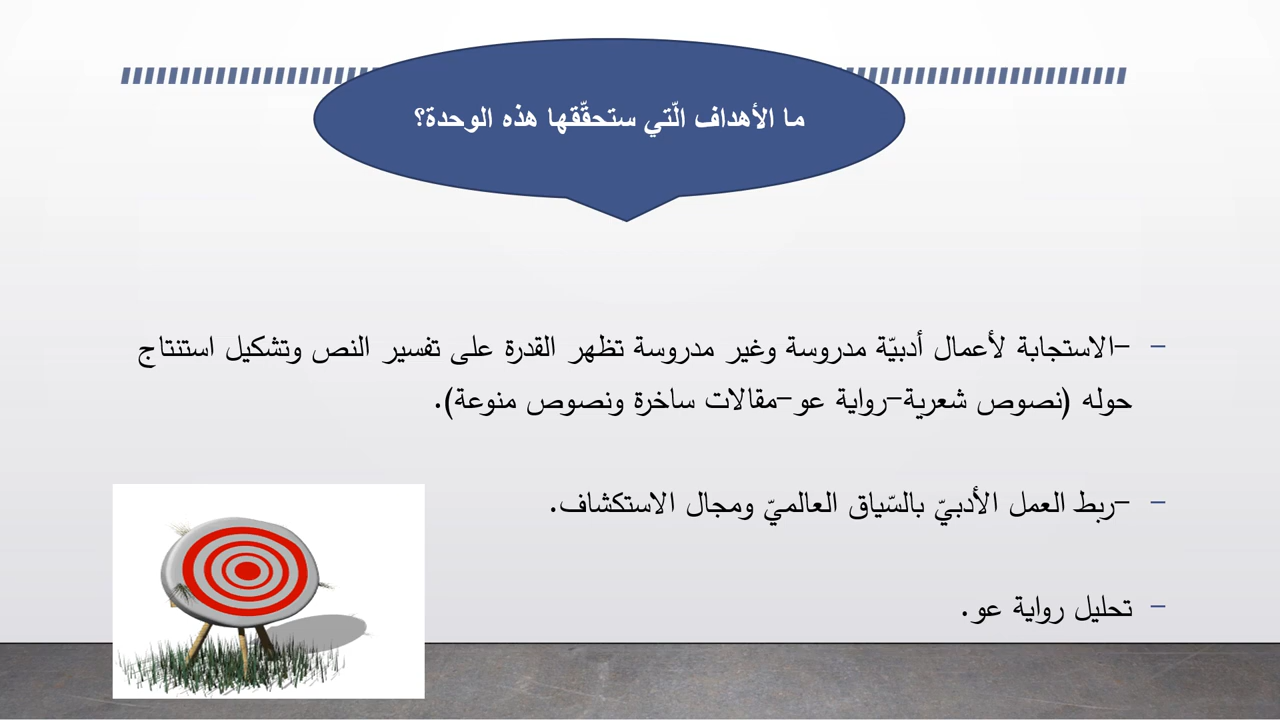 ما الأهداف الّتي ستحقّقها هذه الوحدة؟
- -الاستجابة لأعمال أدبيّة مدروسة وغير مدروسة تظهر القدرة على تفسير النص وتشكيل استنتاج
حوله (نصوص شعرية-رواية عو-مقالات ساخرة ونصوص منوعة).
- -ربط العمل الأدبيّ بالسّياق العالميّ ومجال الاستكشاف.
- تحليل رواية عو.